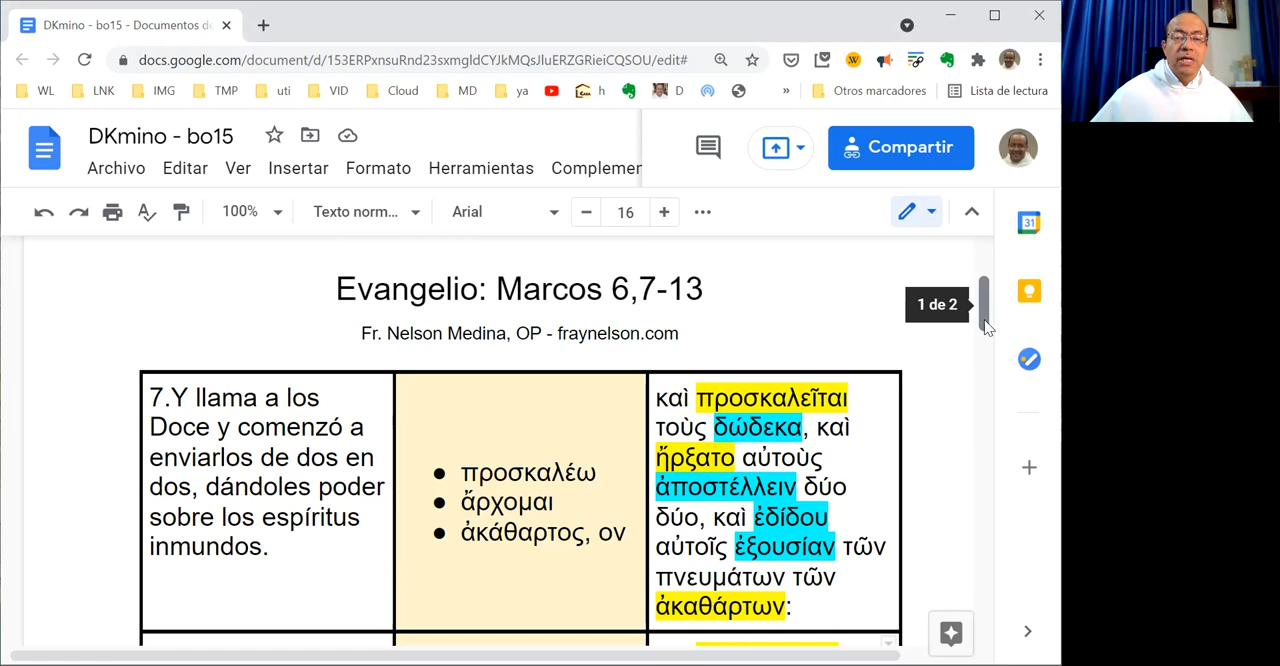 DKmino - bo15 - Documentos de
docs.google.com/document/d/153ERPxnsuRnd23sxmgldCYJkMQsJluERZGRieiCQSOU/edit#
WL LNK IMG TMP uti VID Cloud MD ya h D » Otros marcadores Lista de lectura
DKmino - bo15
Archivo Editar Ver Insertar Formato Herramientas Complemen
Compartir
100% Texto norm... Arial 16
31
Evangelio: Marcos 6,7-13
1 de 2
Fr. Nelson Medina, OP - fraynelson.com
7.Y llama a los
Doce y comenzó a
enviarlos de dos en
dos, dándoles poder
sobre los espíritus
inmundos.
● προσκαλέω
● ἄρχομαι
● ἀκάθαρτος, ον
καὶ προσκαλεῖται
τοὺς δώδεκα, καὶ
ἤρξατο αὐτοὺς
ἀποστέλλειν δύο
δύο, καὶ ἐδίδου
αὐτοῖς ἐξουσίαν τῶν
πνευμάτων τῶν
ἀκαθάρτων: